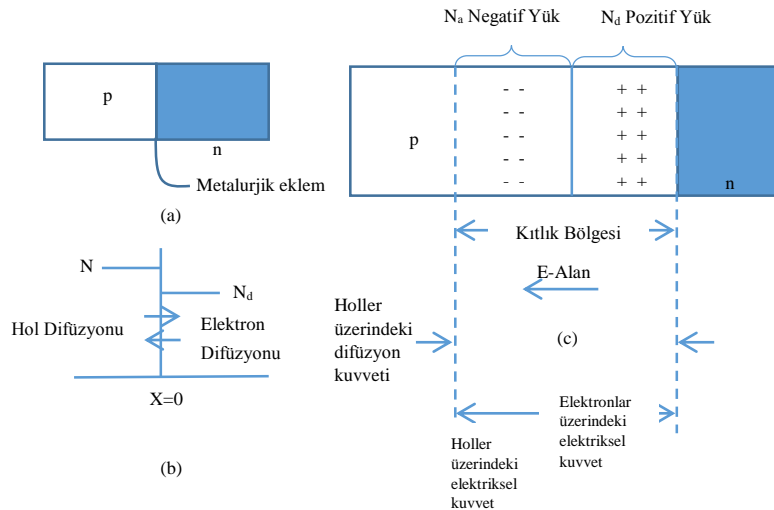 p
n
Metalurjik eklem
(a)
N
N_d
Hol Difüzyonu
Elektron
Difüzyonu
X=0
(b)
N_a Negatif Yük
N_d Pozitif Yük
p
- - + +
- - + +
- - + +
- - + +
- - + +
n
Kıtlık Bölgesi
E-Alan
Holler
üzerindeki
difüzyon
kuvveti
(c)
Elektronlar
üzerindeki
elektriksel
kuvvet
Holler
üzerindeki
elektriksel
kuvvet